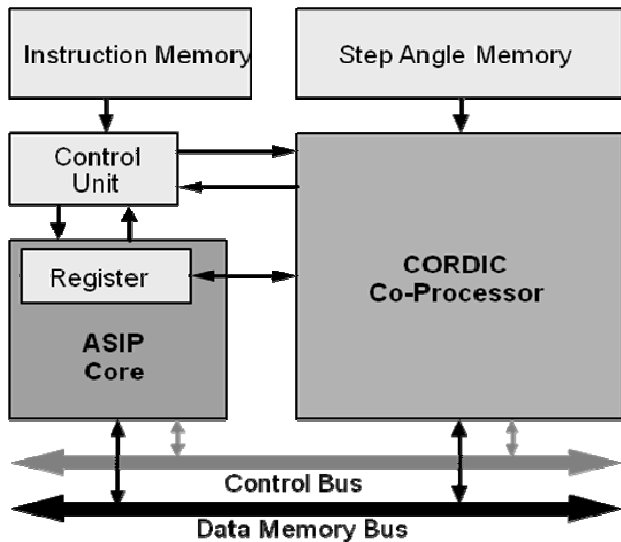 Instruction Memory
Step Angle Memory
Control
Unit
Register
CORDIC
Co-Processor
ASIP
Core
Control Bus
Data Memory Bus